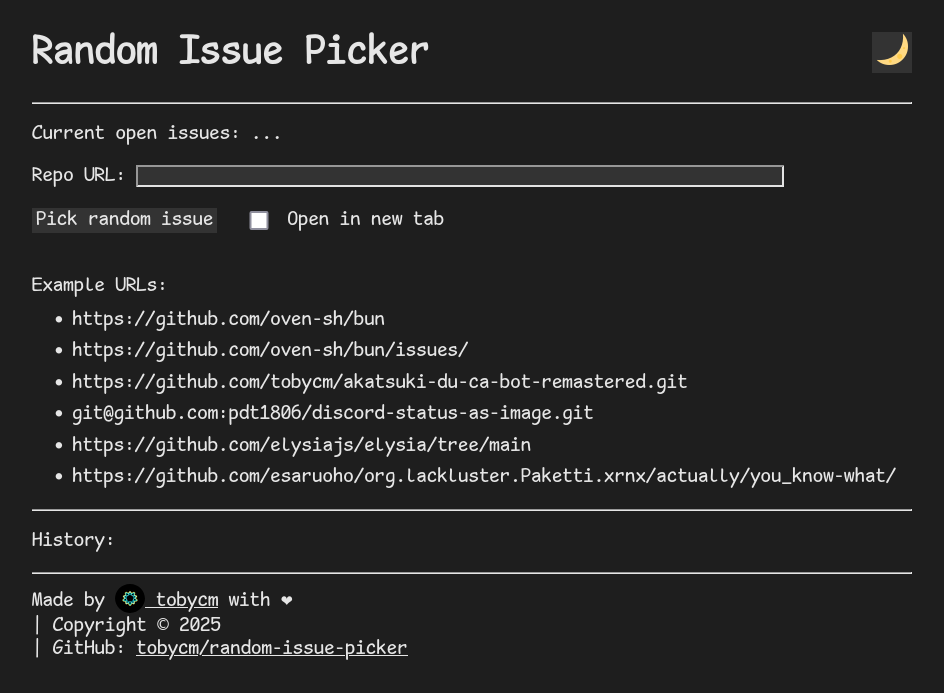 Random Issue Picker
Current open issues: ...
Repo URL:
Pick random issue
Open in new tab
Example URLs:
• https://github.com/oven-sh/bun
• https://github.com/oven-sh/bun/issues/
• https://github.com/tobycm/akatsuki-du-ca-bot-remastered.git
• git@github.com:pdt1806/discord-status-as-image.git
• https://github.com/elysiajs/elysia/tree/main
• https://github.com/esaruoho/org.lackluster.Paketti.xrnx/actually/you_know-what/
History:
Made by tobycm with ❤
| Copyright © 2025
| GitHub: tobycm/random-issue-picker